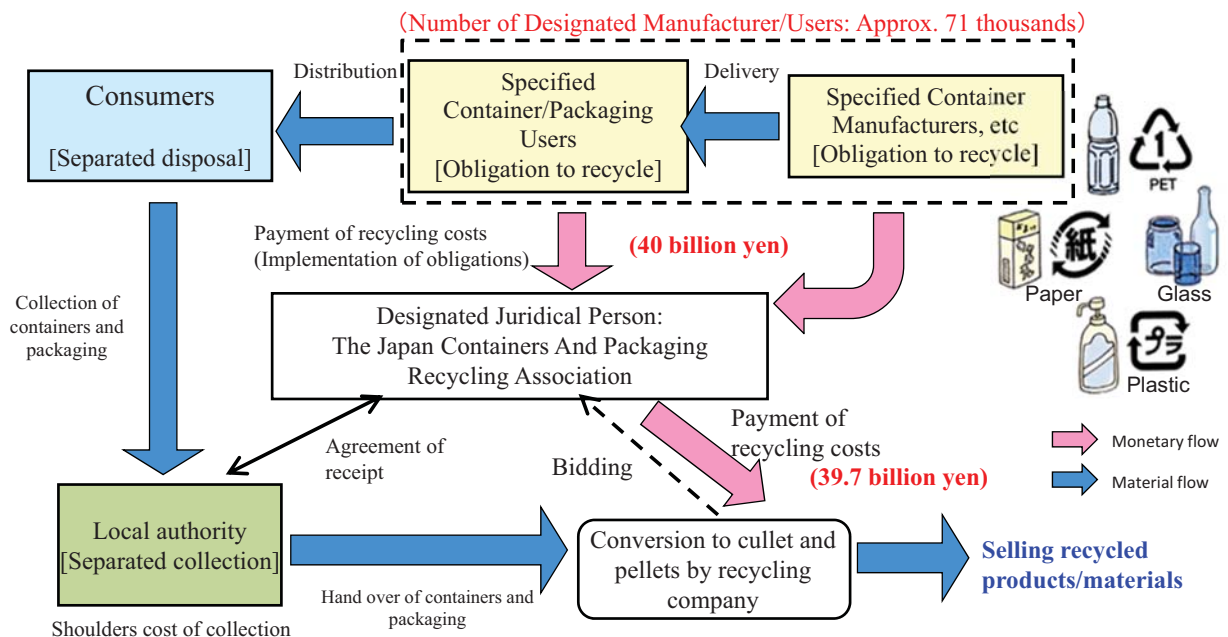 （Number of Designated Manufacturer/Users: Approx. 71 thousands）
Consumers
[Separated disposal]
Distribution
Specified
Container/Packaging
Users
[Obligation to recycle]
Delivery
Specified Container
Manufacturers, etc
[Obligation to recycle]
1
PET
紙
Paper
Glass
プラ
Plastic
Payment of recycling costs
(Implementation of obligations)
(40 billion yen)
Collection of
containers and
packaging
Designated Juridical Person:
The Japan Containers And Packaging
Recycling Association
Agreement of
receipt
Bidding
Payment of
recycling costs
(39.7 billion yen)
Monetary flow
Material flow
Local authority
[Separated collection]
Shoulders cost of collection
Hand over of containers and
packaging
Conversion to cullet and
pellets by recycling
company
Selling recycled
products/materials